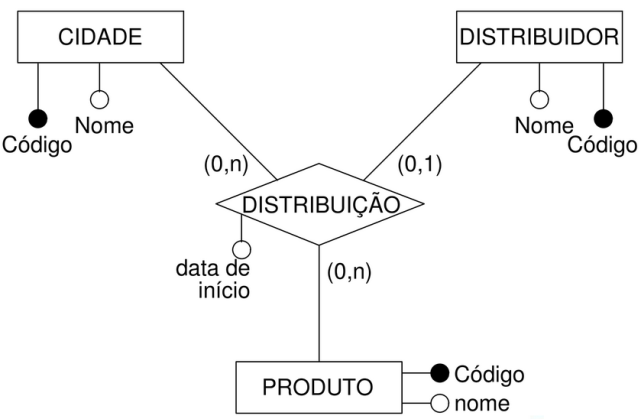 CIDADE
DISTRIBUIDOR
Código
Nome
Nome
Código
(0,n)
(0,1)
DISTRIBUIÇÃO
data de
início
(0,n)
PRODUTO
Código
nome